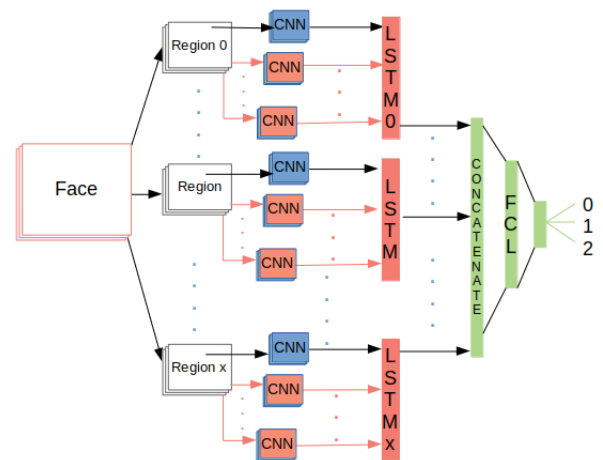 Face
Region 0
CNN
CNN
CNN
LSTM0
Region
CNN
CNN
CNN
LSTM
Region x
CNN
CNN
CNN
LSTMx
CONCATENATE
FCL
0
1
2